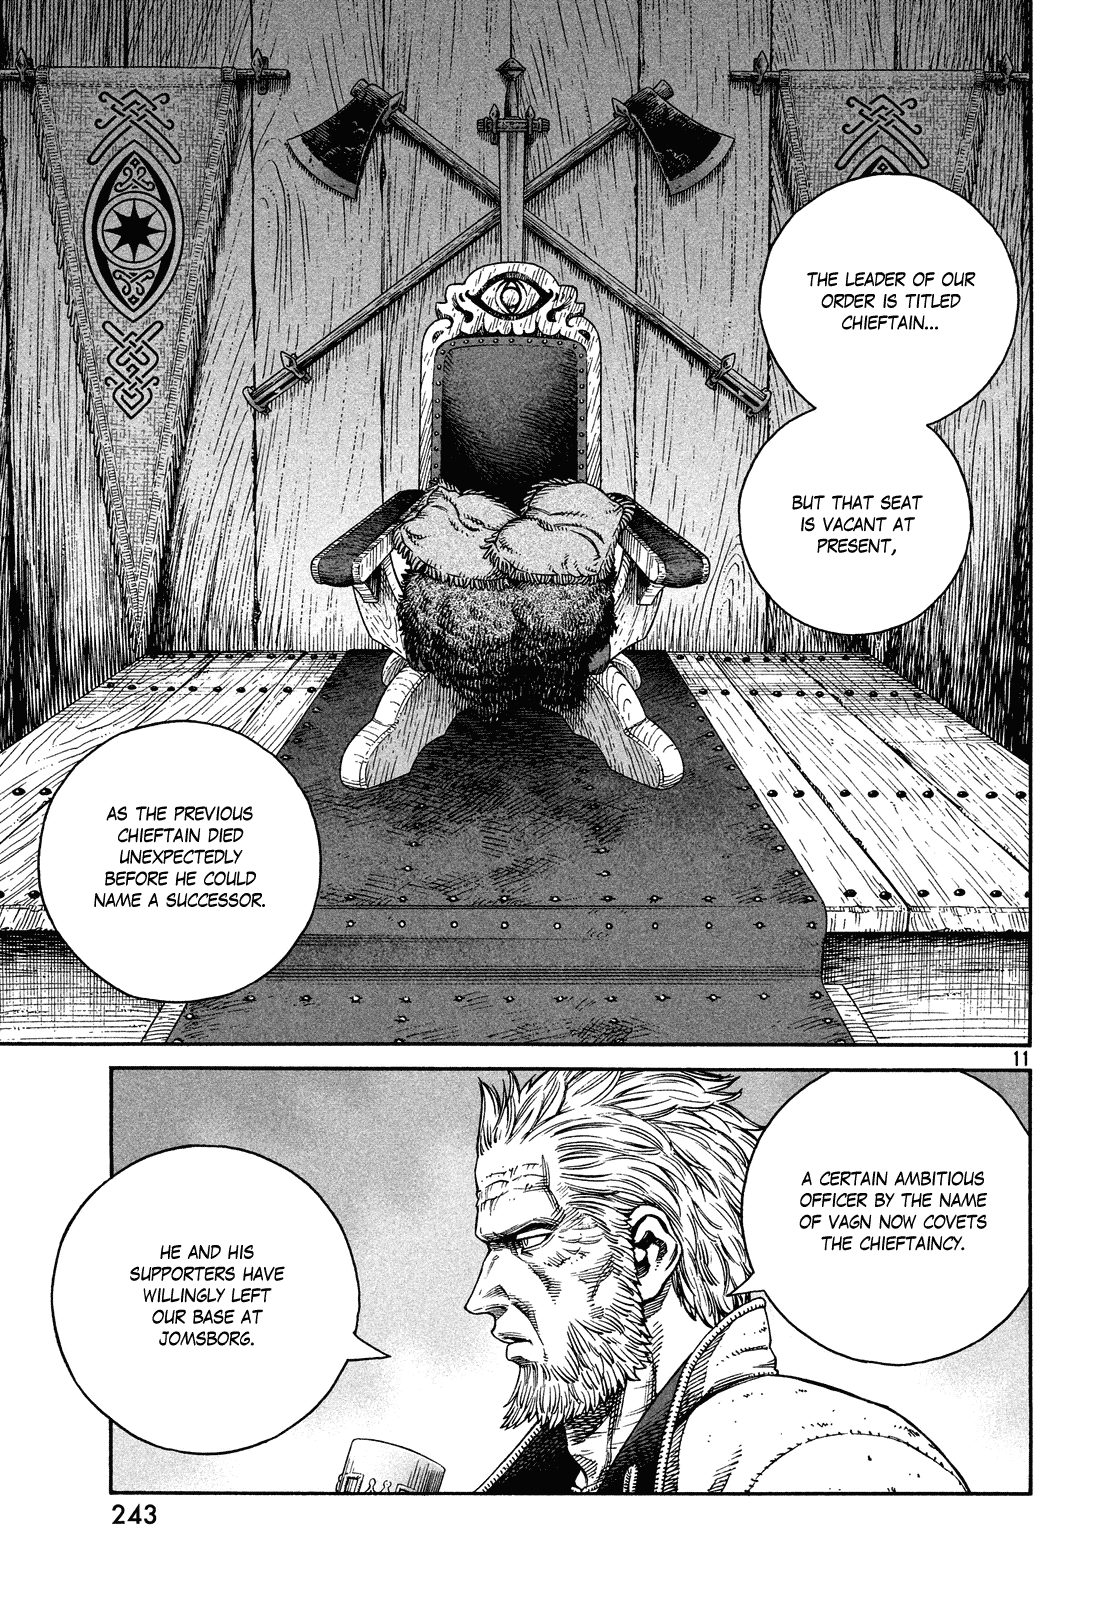 THE LEADER OF OUR
ORDER IS TITLED
CHIEFTAIN...
BUT THAT SEAT
IS VACANT AT
PRESENT,
AS THE PREVIOUS
CHIEFTAIN DIED
UNEXPECTEDLY
BEFORE HE COULD
NAME A SUCCESSOR.
11
A CERTAIN AMBITIOUS
OFFICER BY THE NAME
OF VAGN NOW COVETS
THE CHIEFTAINCY.
HE AND HIS
SUPPORTERS HAVE
WILLINGLY LEFT
OUR BASE AT
JOMSBORG.
243